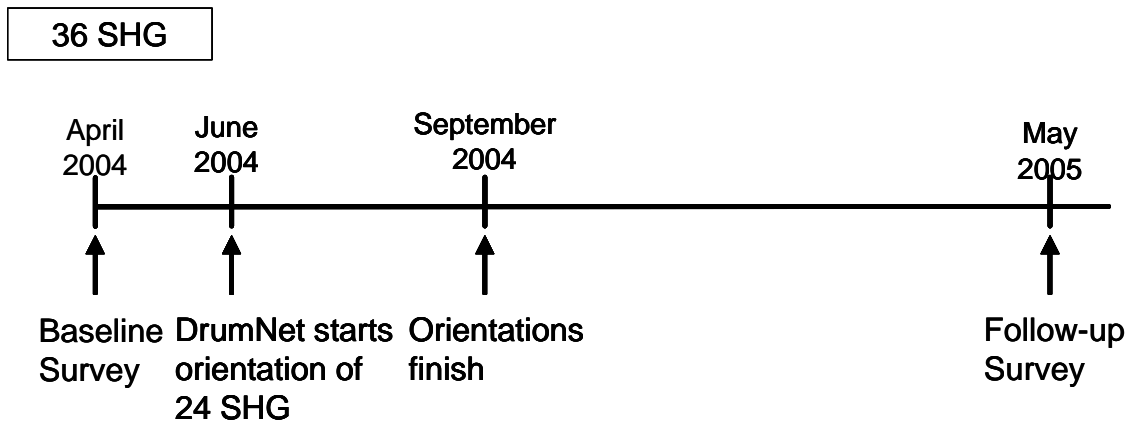 36 SHG
April
2004
June
2004
September
2004
May
2005
Baseline
Survey
DrumNet starts
orientation of
24 SHG
Orientations
finish
Follow-up
Survey